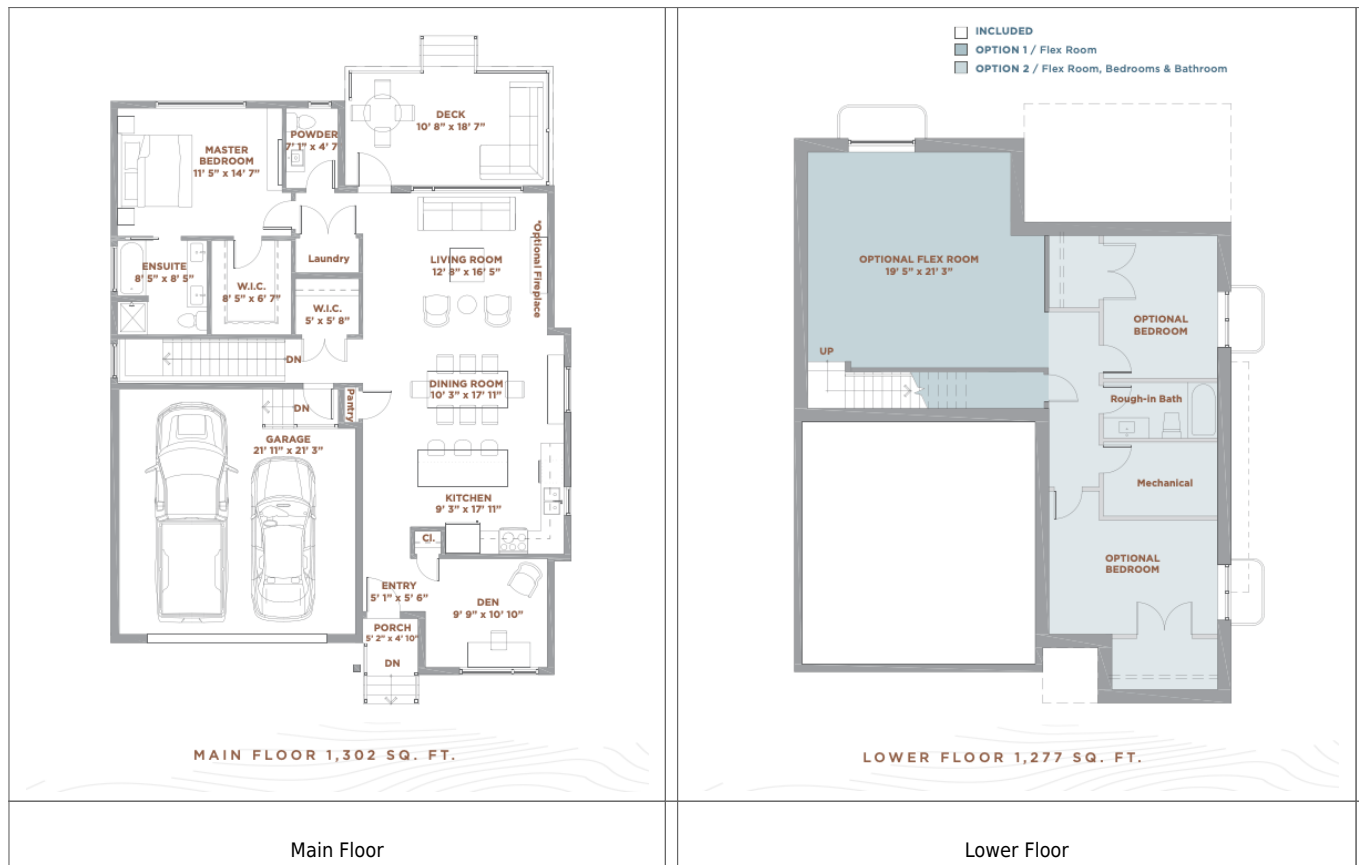 DECK
10' 8" x 18' 7"
POWDER
7' 1" x 4' 7
MASTER
BEDROOM
11' 5" x 14' 7"
ENSUITE
8' 5" x 8' 5"
W.I.C.
8' 5" x 6' 7"
Laundry
W.I.C.
5' x 5' 8"
LIVING ROOM
12' 8" x 16' 5"
*Optional Fireplace
DN
DINING ROOM
10' 3" x 17' 11"
Pantry
DN
GARAGE
21' 11" x 21' 3"
KITCHEN
9' 3" x 17' 11"
Cl.
ENTRY
5' 1" x 5' 6"
DEN
9' 9" x 10' 10"
PORCH
5' 2" x 4' 10"
DN
MAIN FLOOR 1,302 SQ. FT.
Main Floor
INCLUDED
OPTION 1 / Flex Room
OPTION 2 / Flex Room, Bedrooms & Bathroom
OPTIONAL FLEX ROOM
19' 5" x 21' 3"
OPTIONAL
BEDROOM
UP
Rough-in Bath
Mechanical
OPTIONAL
BEDROOM
LOWER FLOOR 1,277 SQ. FT.
Lower Floor